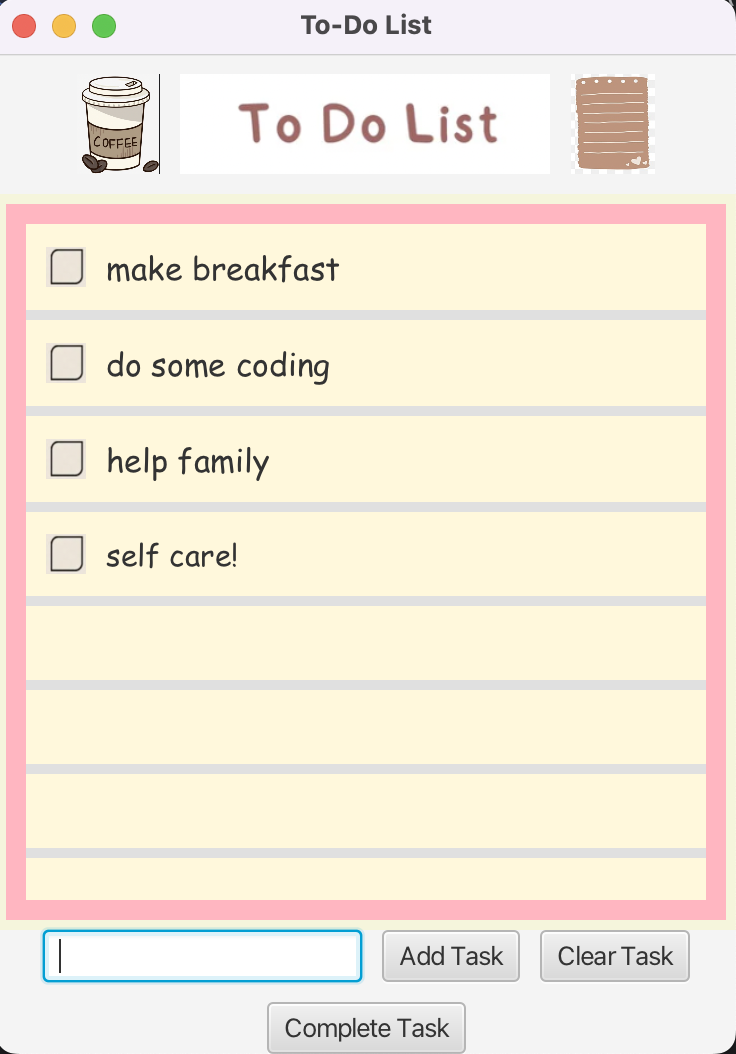 To-Do List
COFFEE
To Do List
make breakfast
do some coding
help family
self care!
Add Task
Clear Task
Complete Task